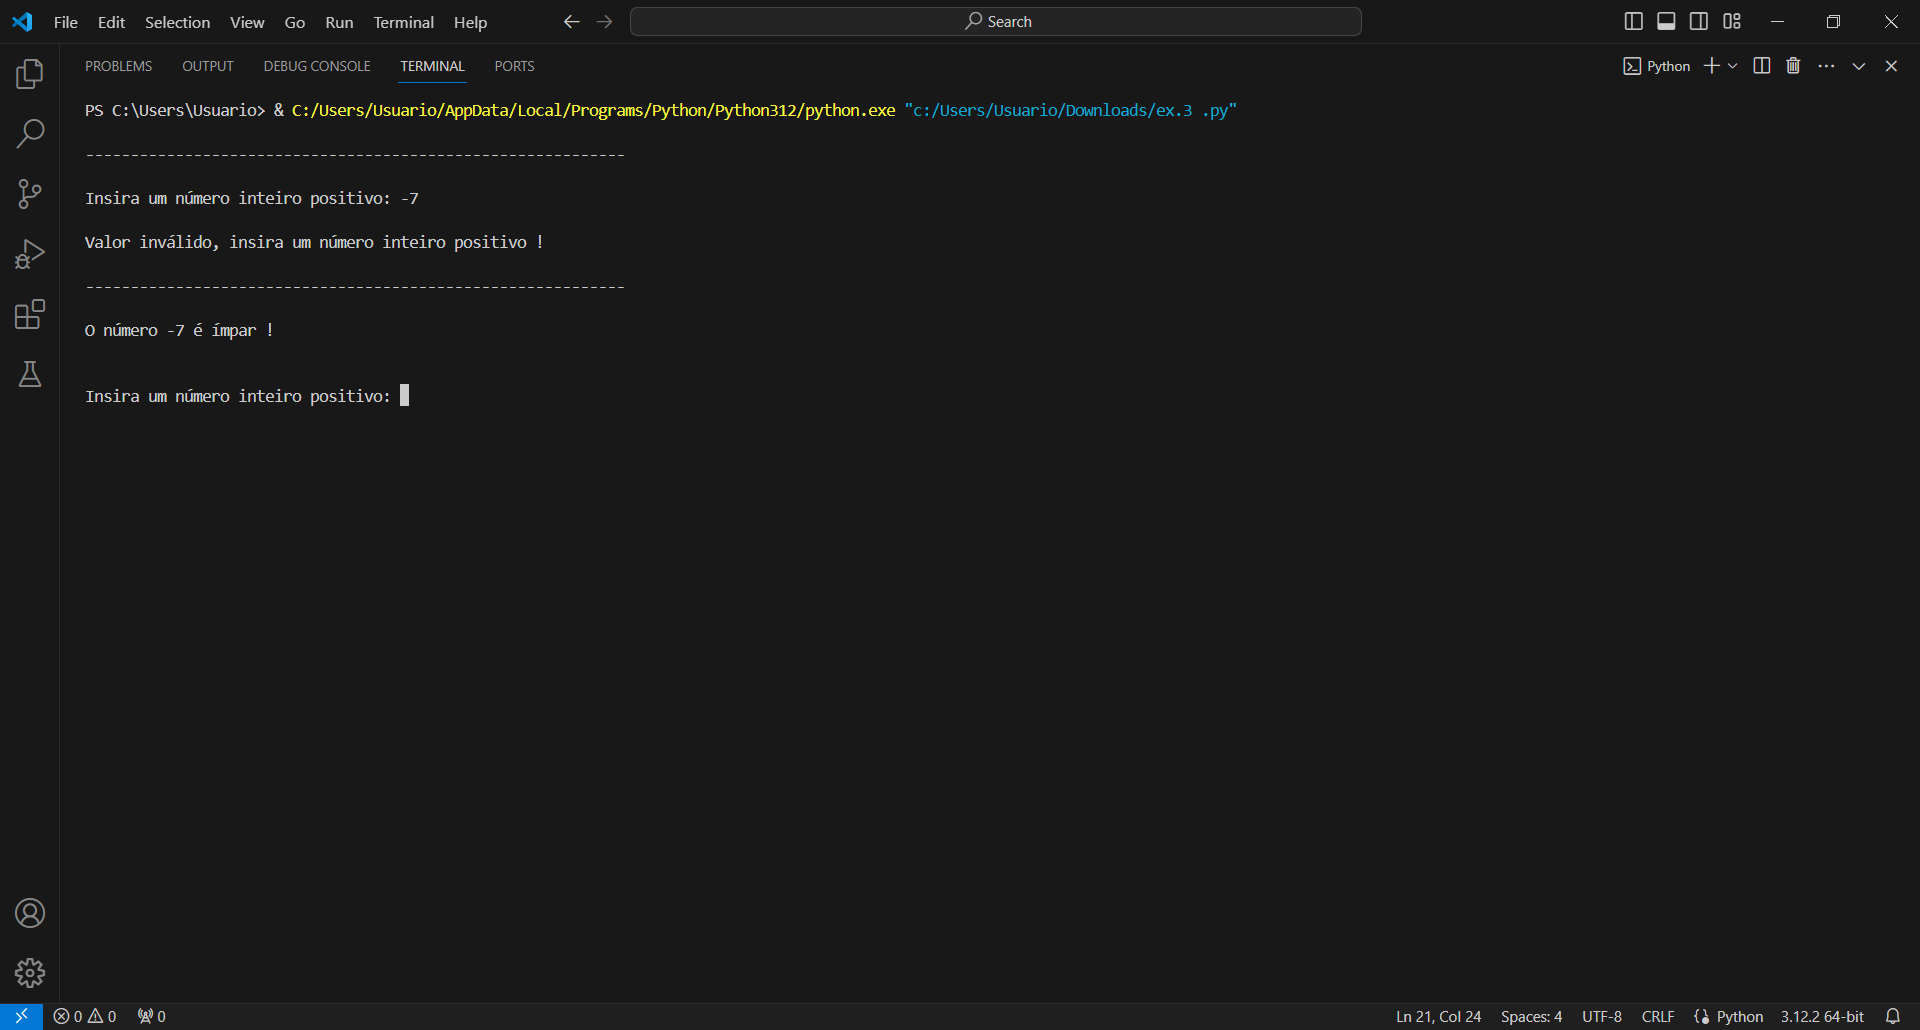 File Edit Selection View Go Run Terminal Help Search
PROBLEMS OUTPUT DEBUG CONSOLE TERMINAL PORTS Python
PS C:\Users\Usuario> & C:/Users/Usuario/AppData/Local/Programs/Python/Python312/python.exe "c:/Users/Usuario/Downloads/ex.3 .py"
------------------------------------------------------------
Insira um número inteiro positivo: -7
Valor inválido, insira um número inteiro positivo !
------------------------------------------------------------
O número -7 é ímpar !
Insira um número inteiro positivo:
0 0 0 Ln 21, Col 24 Spaces: 4 UTF-8 CRLF Python 3.12.2 64-bit